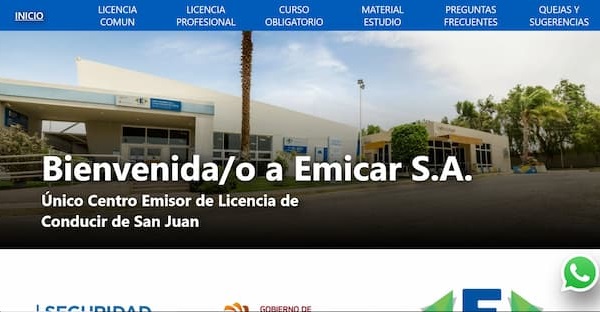 INICIO
LICENCIA
COMUN
LICENCIA
PROFESIONAL
CURSO
OBLIGATORIO
MATERIAL
ESTUDIO
PREGUNTAS
FRECUENTES
QUEJAS Y
SUGERENCIAS
Bienvenida/o a Emicar S.A.
Único Centro Emisor de Licencia de
Conducir de San Juan
SEGURIDAD
GOBIERNO DE
E